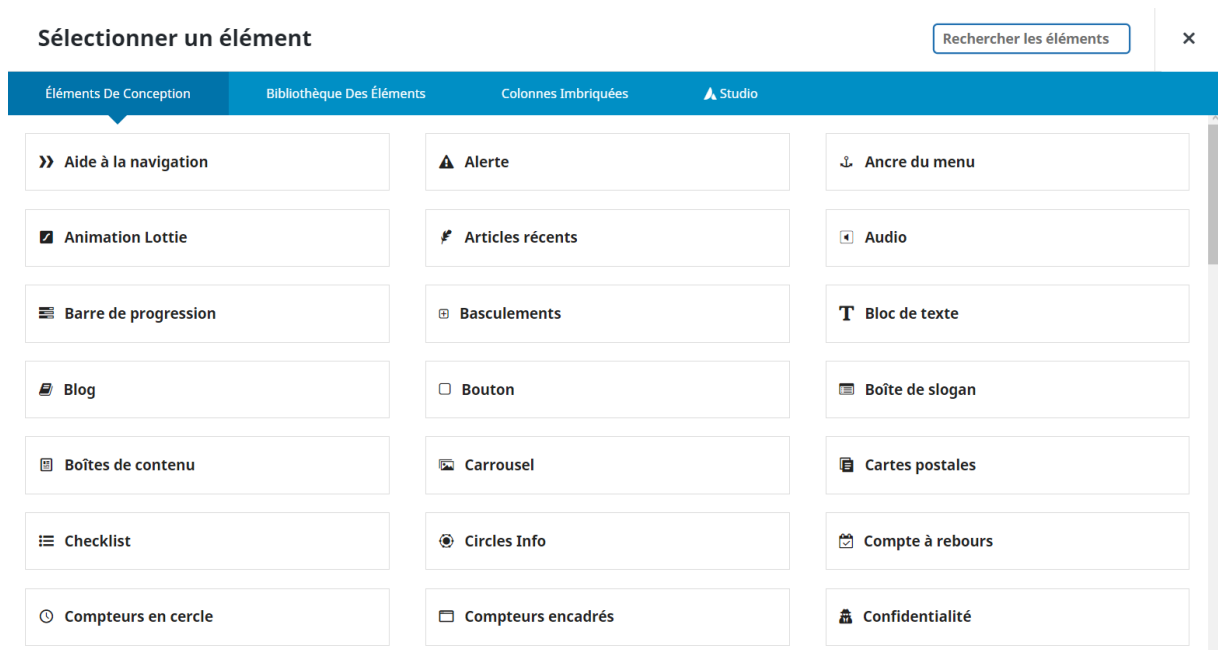 Sélectionner un élément
Rechercher les éléments
Éléments De Conception
Bibliothèque Des Éléments
Colonnes Imbriquées
Studio
Aide à la navigation
Alerte
Ancre du menu
Animation Lottie
Articles récents
Audio
Barre de progression
Basculements
Bloc de texte
Blog
Bouton
Boîte de slogan
Boîtes de contenu
Carrousel
Cartes postales
Checklist
Circles Info
Compte à rebours
Compteurs en cercle
Compteurs encadrés
Confidentialité